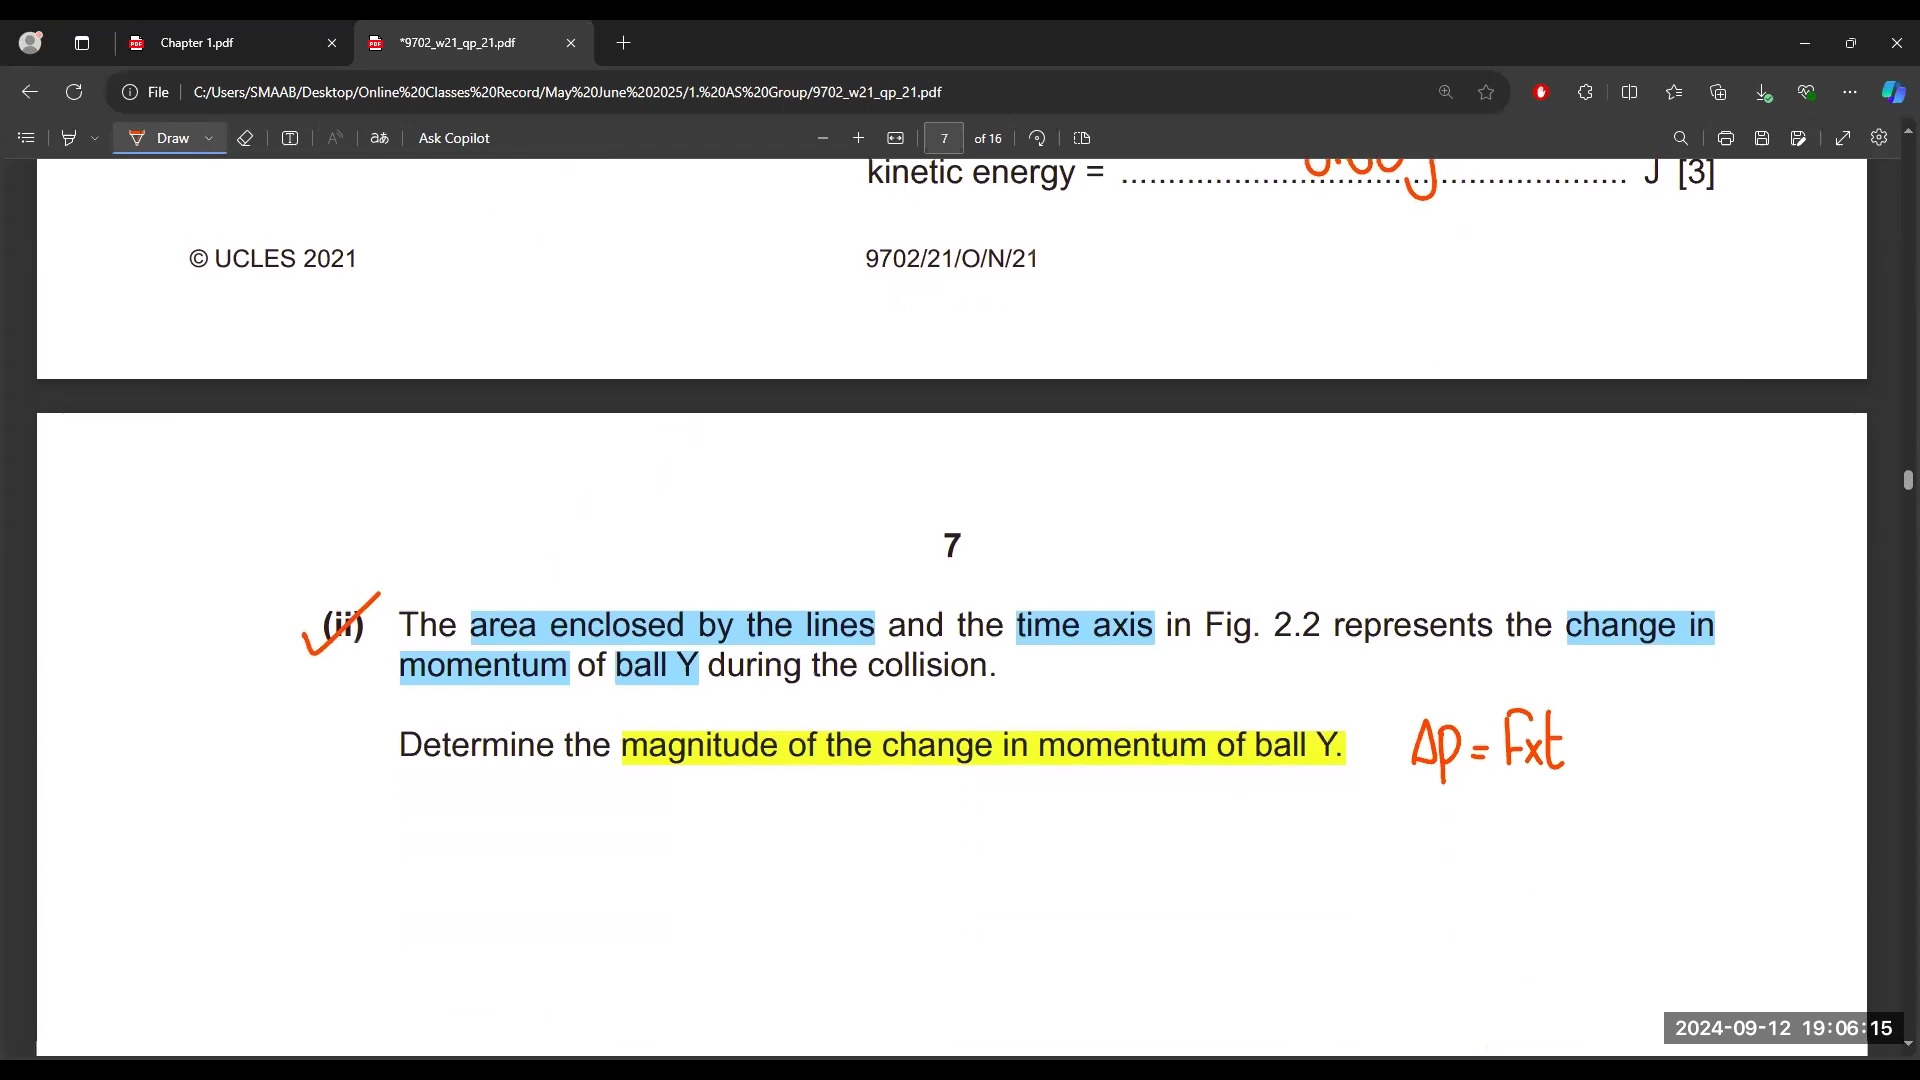 Chapter 1.pdf
*9702_w21_qp_21.pdf
File
C:/Users/SMAAB/Desktop/Online%20Classes%20Record/May%20June%202025/1.%20AS%20Group/9702_w21_qp_21.pdf
Draw
aあ
Ask Copilot
7 of 16
kinetic energy = ................................................ J [3]
© UCLES 2021
9702/21/O/N/21
7
(ii) The area enclosed by the lines and the time axis in Fig. 2.2 represents the change in
momentum of ball Y during the collision.
Determine the magnitude of the change in momentum of ball Y.
Δp = Fxt
2024-09-12 19:06:15